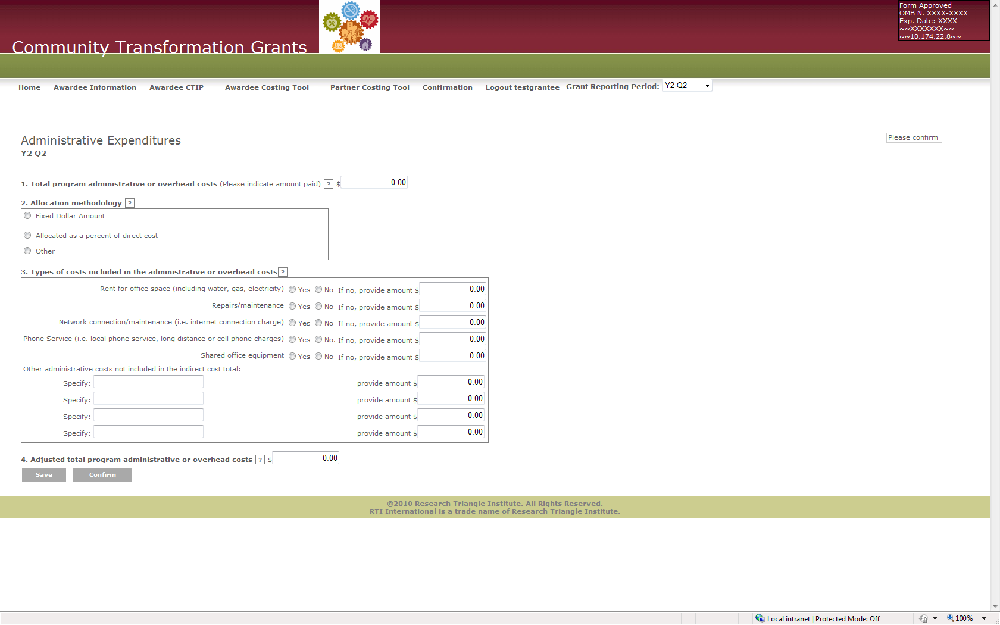 Form Approved
OMB N. XXXX-XXXX
Exp. Date: XXXX
~~XXXXXXX~~
~~10.174.22.8~~
Community Transformation Grants
Home Awardee Information Awardee CTIP Awardee Costing Tool Partner Costing Tool Confirmation Logout testgrantee Grant Reporting Period: Y2 Q2
Administrative Expenditures
Please confirm
Y2 Q2
1. Total program administrative or overhead costs (Please indicate amount paid) ? $ 0.00
2. Allocation methodology ?
Fixed Dollar Amount
Allocated as a percent of direct cost
Other
3. Types of costs included in the administrative or overhead costs ?
Rent for office space (including water, gas, electricity) Yes No If no, provide amount $ 0.00
Repairs/maintenance Yes No If no, provide amount $ 0.00
Network connection/maintenance (i.e. internet connection charge) Yes No If no, provide amount $ 0.00
Phone Service (i.e. local phone service, long distance or cell phone charges) Yes No. If no, provide amount $ 0.00
Shared office equipment Yes No If no, provide amount $ 0.00
Other administrative costs not included in the indirect cost total:
Specify: provide amount $ 0.00
Specify: provide amount $ 0.00
Specify: provide amount $ 0.00
Specify: provide amount $ 0.00
4. Adjusted total program administrative or overhead costs ? $ 0.00
Save Confirm
©2010 Research Triangle Institute. All Rights Reserved.
RTI International is a trade name of Research Triangle Institute.
Local intranet | Protected Mode: Off 100%